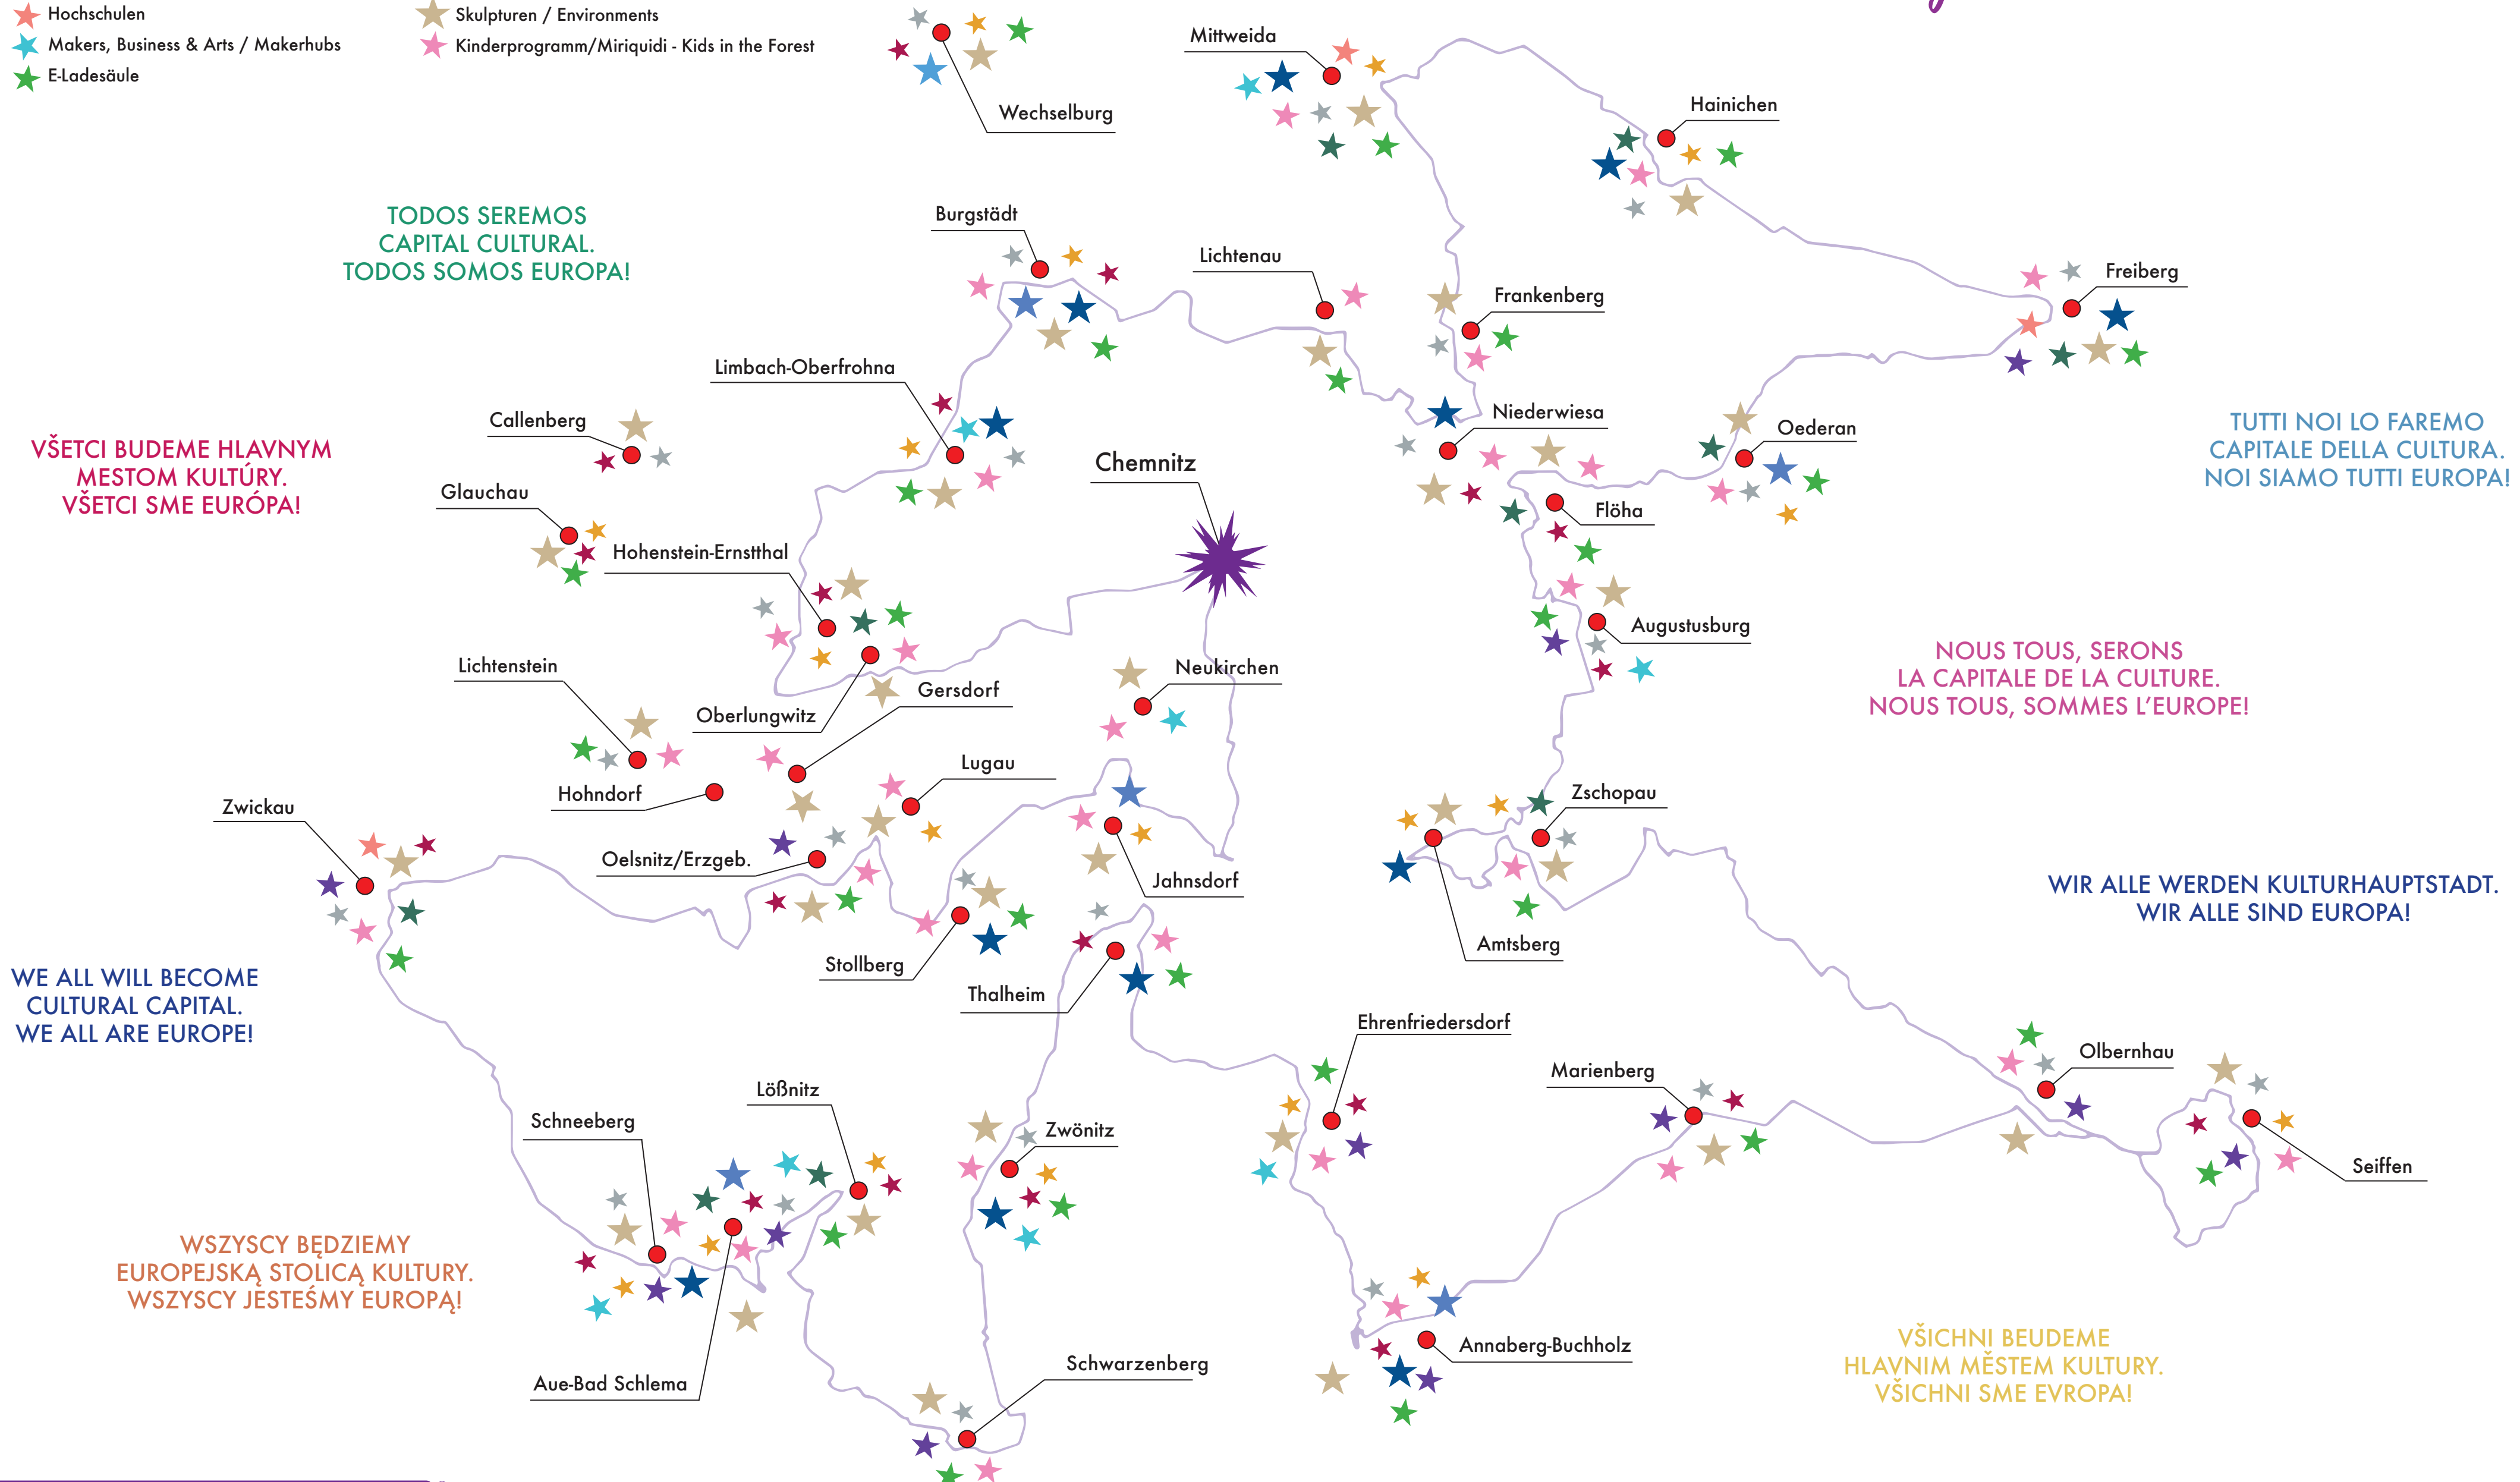 Hochschulen
Makers, Business & Arts / Makerhubs
E-Ladesäule
Skulpturen / Environments
Kinderprogramm/Miriquidi - Kids in the Forest
Wechselburg
Mittweida
Hainichen
TODOS SEREMOS
CAPITAL CULTURAL.
TODOS SOMOS EUROPA!
Burgstädt
Lichtenau
Frankenberg
Freiberg
Limbach-Oberfrohna
Callenberg
Niederwiesa
Oederan
VŠETCI BUDEME HLAVNYM
MESTOM KULTÚRY.
VŠETCI SME EURÓPA!
TUTTI NOI LO FAREMO
CAPITALE DELLA CULTURA.
NOI SIAMO TUTTI EUROPA!
Chemnitz
Glauchau
Flöha
Hohenstein-Ernstthal
Augustusburg
NOUS TOUS, SERONS
LA CAPITALE DE LA CULTURE.
NOUS TOUS, SOMMES L’EUROPE!
Lichtenstein
Neukirchen
Gersdorf
Oberlungwitz
Lugau
Hohndorf
Zschopau
Zwickau
Oelsnitz/Erzgeb.
Jahnsdorf
WIR ALLE WERDEN KULTURHAUPTSTADT.
WIR ALLE SIND EUROPA!
Amtsberg
Stollberg
Thalheim
WE ALL WILL BECOME
CULTURAL CAPITAL.
WE ALL ARE EUROPE!
Ehrenfriedersdorf
Olbernhau
Marienberg
Lößnitz
Schneeberg
Zwönitz
Seiffen
WSZYSCY BĘDZIEMY
EUROPEJSKĄ STOLICĄ KULTURY.
WSZYSCY JESTEŚMY EUROPĄ!
Annaberg-Buchholz
VŠICHNI BEUDEME
HLAVNIM MĚSTEM KULTURY.
VŠICHNI SME EVROPA!
Schwarzenberg
Aue-Bad Schlema